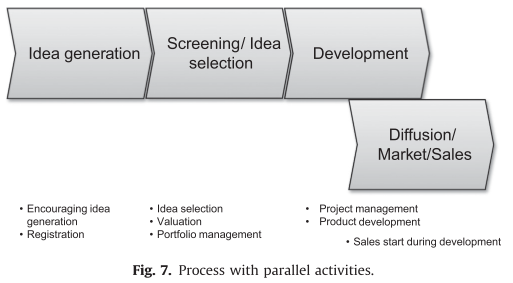 Idea generation
Screening/ Idea
selection
Development
Diffusion/
Market/Sales
• Encouraging idea
generation
• Registration
• Idea selection
• Valuation
• Portfolio management
• Project management
• Product development
• Sales start during development
Fig. 7. Process with parallel activities.